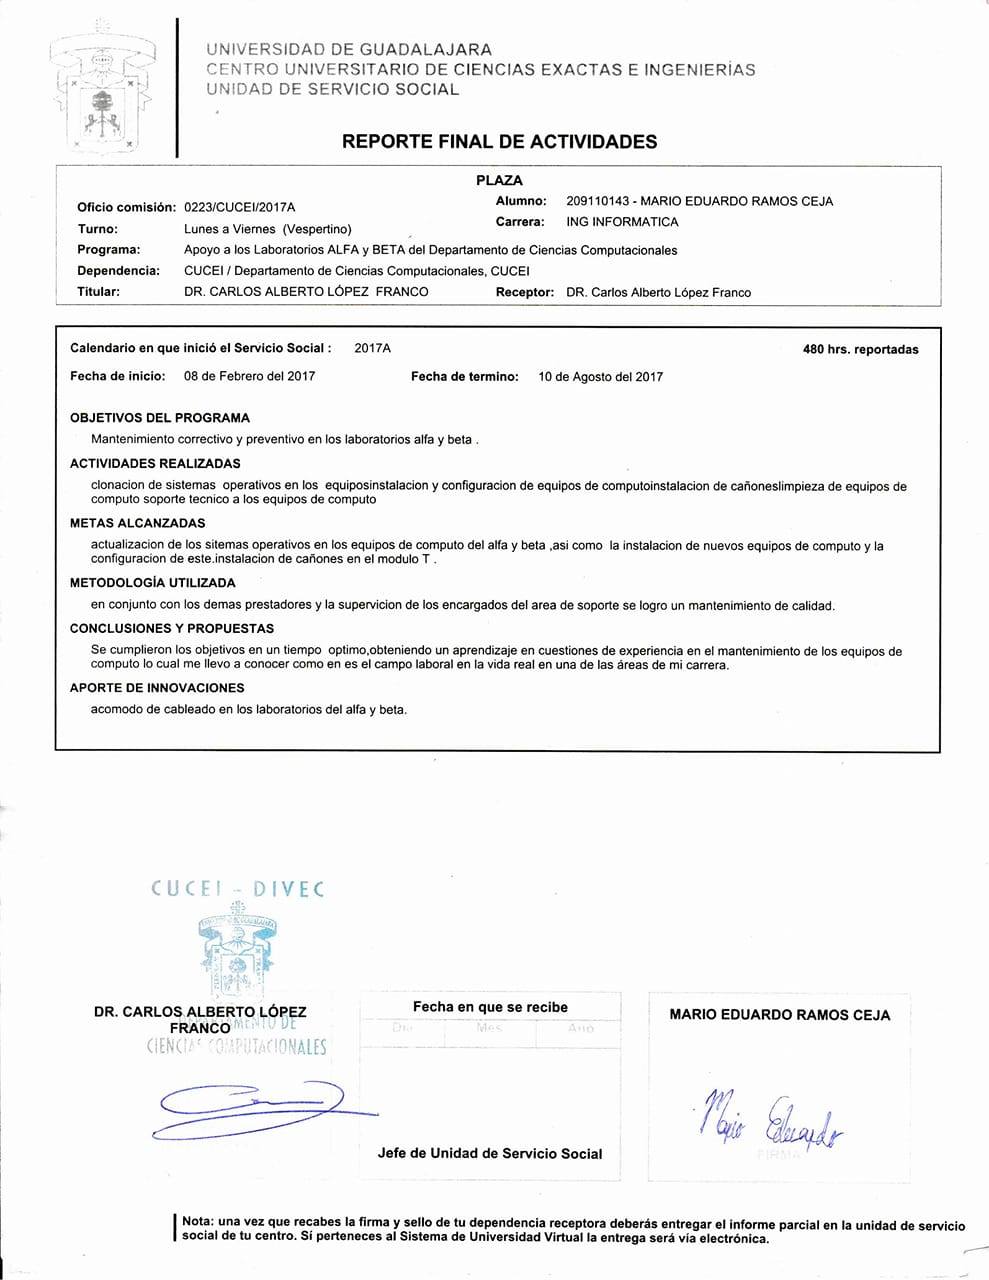 UNIVERSIDAD DE GUADALAJARA
CENTRO UNIVERSITARIO DE CIENCIAS EXACTAS E INGENIERÍAS
UNIDAD DE SERVICIO SOCIAL
REPORTE FINAL DE ACTIVIDADES
PLAZA
Oficio comisión: 0223/CUCEI/2017A Alumno: 209110143 - MARIO EDUARDO RAMOS CEJA
Turno: Lunes a Viernes (Vespertino) Carrera: ING INFORMATICA
Programa: Apoyo a los Laboratorios ALFA y BETA del Departamento de Ciencias Computacionales
Dependencia: CUCEI / Departamento de Ciencias Computacionales, CUCEI
Titular: DR. CARLOS ALBERTO LÓPEZ FRANCO Receptor: DR. Carlos Alberto López Franco
Calendario en que inició el Servicio Social : 2017A 480 hrs. reportadas
Fecha de inicio: 08 de Febrero del 2017 Fecha de termino: 10 de Agosto del 2017
OBJETIVOS DEL PROGRAMA
Mantenimiento correctivo y preventivo en los laboratorios alfa y beta .
ACTIVIDADES REALIZADAS
clonacion de sistemas operativos en los equiposinstalacion y configuracion de equipos de computoinstalacion de cañoneslimpieza de equipos de
computo soporte tecnico a los equipos de computo
METAS ALCANZADAS
actualizacion de los sitemas operativos en los equipos de computo del alfa y beta ,asi como la instalacion de nuevos equipos de computo y la
configuracion de este.instalacion de cañones en el modulo T .
METODOLOGÍA UTILIZADA
en conjunto con los demas prestadores y la supervicion de los encargados del area de soporte se logro un mantenimiento de calidad.
CONCLUSIONES Y PROPUESTAS
Se cumplieron los objetivos en un tiempo optimo,obteniendo un aprendizaje en cuestiones de experiencia en el mantenimiento de los equipos de
computo lo cual me llevo a conocer como en es el campo laboral en la vida real en una de las áreas de mi carrera.
APORTE DE INNOVACIONES
acomodo de cableado en los laboratorios del alfa y beta.
CUCEI - DIVEC
DR. CARLOS ALBERTO LÓPEZ
FRANCO
DEPARTAMENTO DE
CIENCIAS COMPUTACIONALES
Fecha en que se recibe
Dia Mes Año
Jefe de Unidad de Servicio Social
MARIO EDUARDO RAMOS CEJA
Mario Eduardo
FIRMA
Nota: una vez que recabes la firma y sello de tu dependencia receptora deberás entregar el informe parcial en la unidad de servicio
social de tu centro. Sí perteneces al Sistema de Universidad Virtual la entrega será vía electrónica.